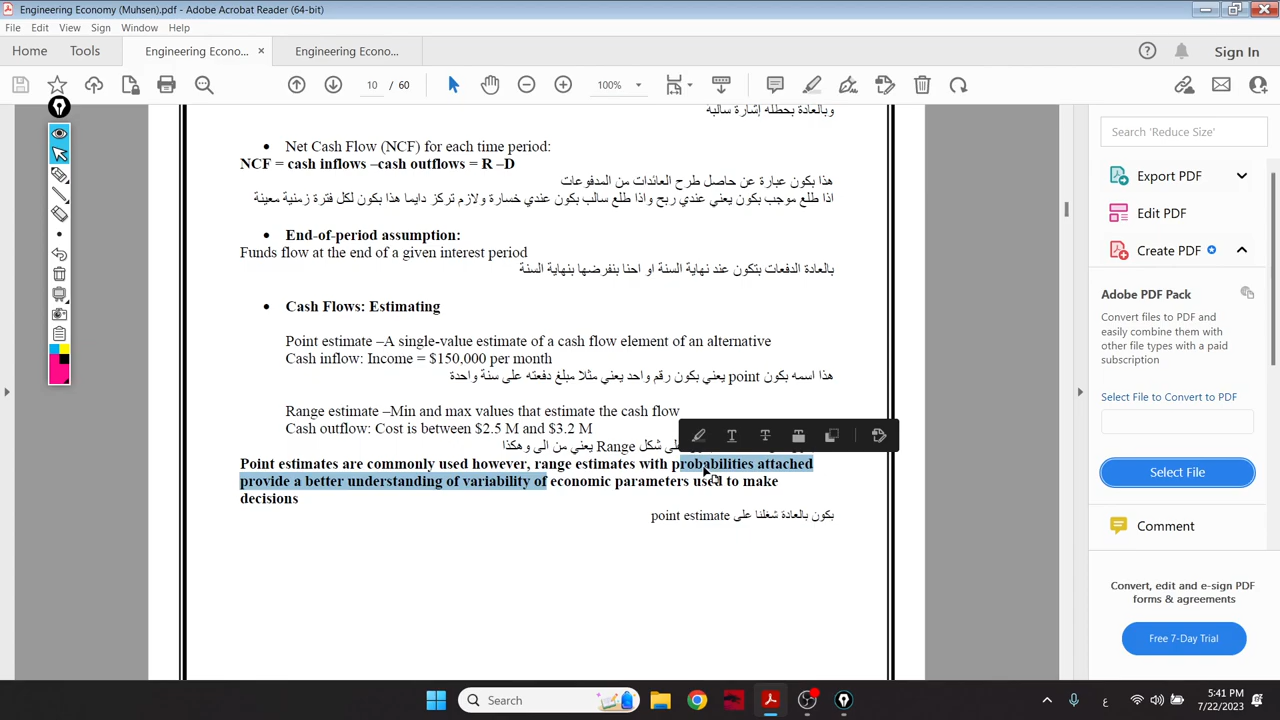 Engineering Economy (Muhsen).pdf - Adobe Acrobat Reader (64-bit)
File Edit View Sign Window Help
Home Tools Engineering Econo... × Engineering Econo... Sign In
10 / 60 100%
وبالعادة بحطله إشارة سالبه
• Net Cash Flow (NCF) for each time period:
NCF = cash inflows –cash outflows = R –D
هذا بكون عبارة عن حاصل طرح العائدات من المدفوعات
اذا طلع موجب بكون يعني عندي ربح واذا طلع سالب بكون عندي خسارة ولازم تركز دايما هذا بكون لكل فترة زمنية معينة
• End-of-period assumption:
Funds flow at the end of a given interest period
بالعادة الدفعات بتكون عند نهاية السنة او احنا بنفرضها بنهاية السنة
• Cash Flows: Estimating
Point estimate –A single-value estimate of a cash flow element of an alternative
Cash inflow: Income = $150,000 per month
هذا اسمه بكون point يعني بكون رقم واحد يعني مثلا مبلغ دفعته على سنة واحدة
Range estimate –Min and max values that estimate the cash flow
Cash outflow: Cost is between $2.5 M and $3.2 M
على شكل Range يعني من الى وهكذا
Point estimates are commonly used however, range estimates with probabilities attached
provide a better understanding of variability of economic parameters used to make
decisions
بكون بالعادة شغلنا على point estimate
Search 'Reduce Size'
Export PDF
Edit PDF
Create PDF
Adobe PDF Pack
Convert files to PDF and
easily combine them with
other file types with a paid
subscription
Select File to Convert to PDF
Select File
Comment
Convert, edit and e-sign PDF
forms & agreements
Free 7-Day Trial
Search
ع
5:41 PM
7/22/2023